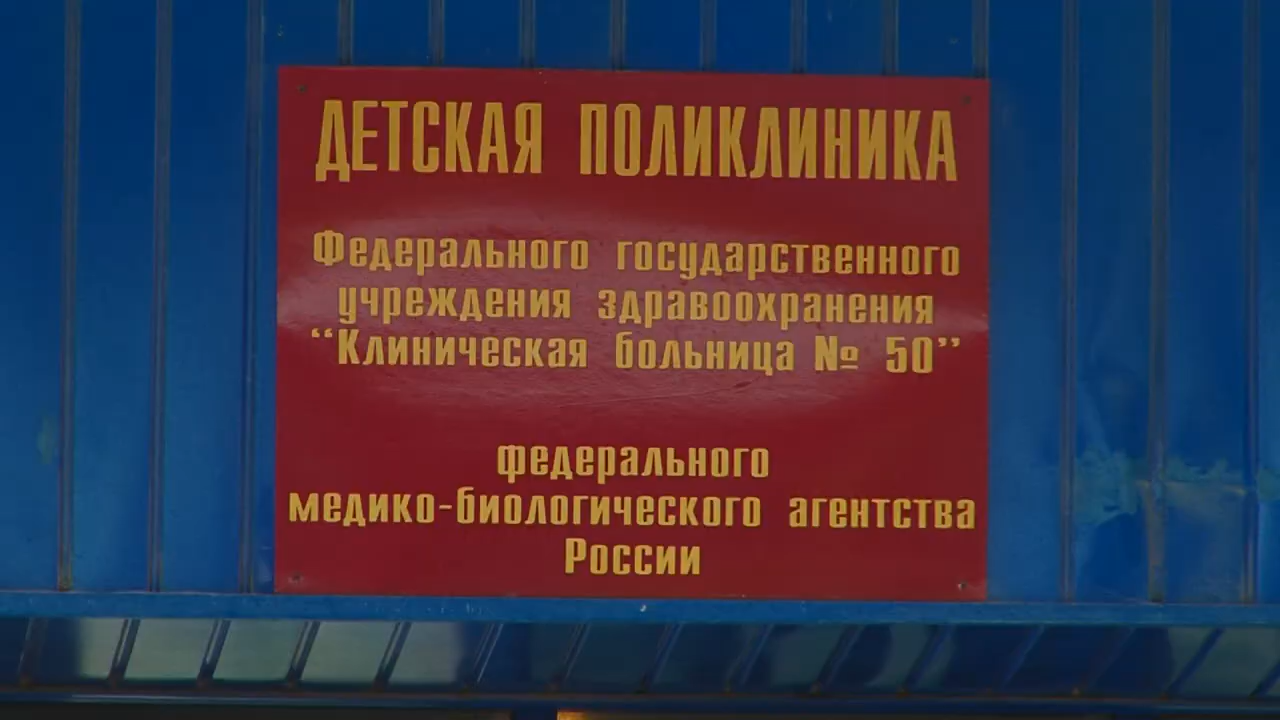 ДЕТСКАЯ ПОЛИКЛИНИКА
Федерального государственного
учреждения здравоохранения
“Клиническая больница № 50”
федерального
медико-биологического агентства
России